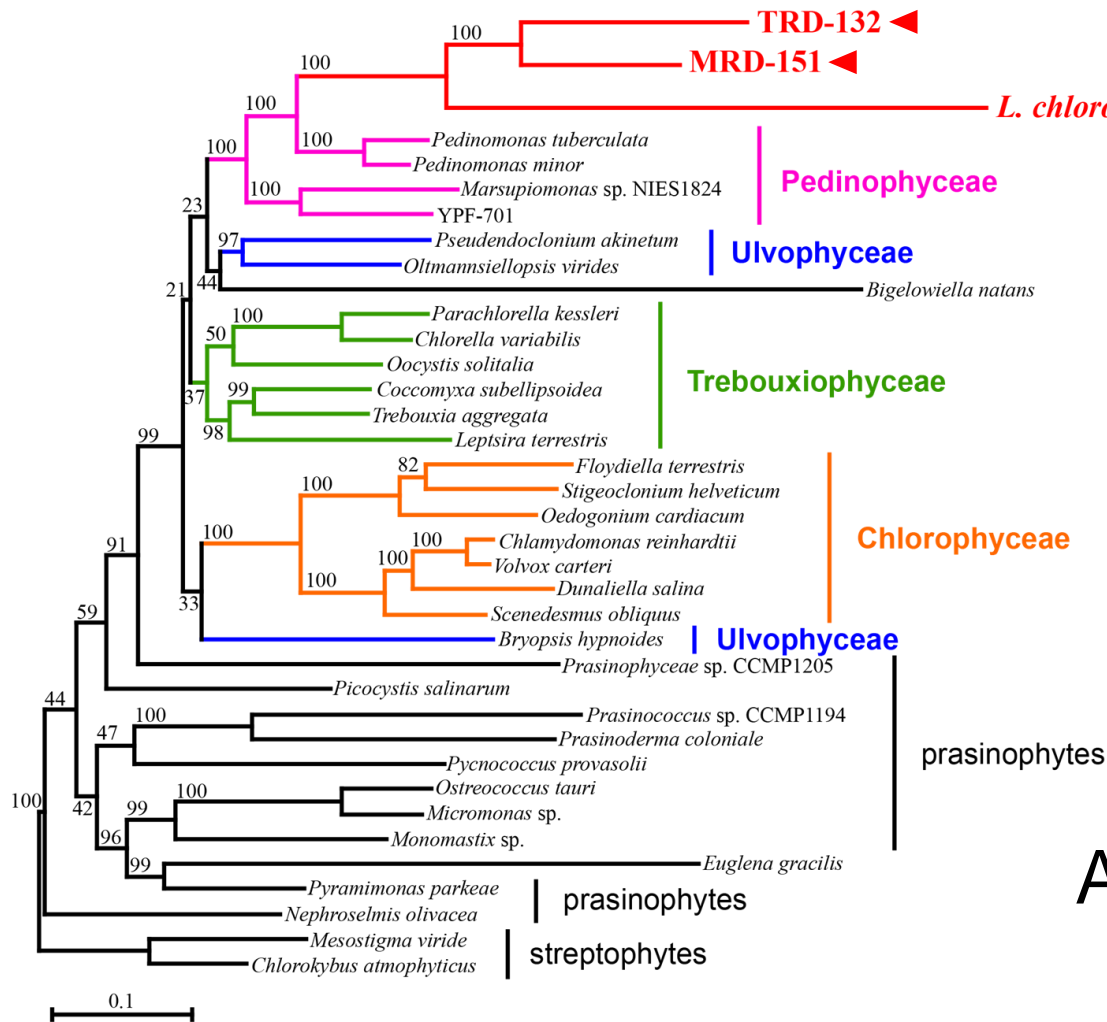 TRD-132
100
MRD-151
100
L. chloro
100
Pedinomonas tuberculata
100
Pedinomonas minor
100
Pedinophyceae
Marsupiomonas sp. NIES1824
100
YPF-701
23
Pseudendoclonium akinetum
97
Ulvophyceae
Oltmannsiellopsis virides
44
Bigelowiella natans
21
Parachlorella kessleri
100
50
Chlorella variabilis
Oocystis solitalia
Trebouxiophyceae
37
Coccomyxa subellipsoidea
99
Trebouxia aggregata
98
Leptsira terrestris
99
Floydiella terrestris
82
100
Stigeoclonium helveticum
Oedogonium cardiacum
100
Chlorophyceae
Chlamydomonas reinhardtii
100
91
Volvox carteri
100
Dunaliella salina
100
33
Scenedesmus obliquus
59
Bryopsis hypnoides
Ulvophyceae
Prasinophyceae sp. CCMP1205
Picocystis salinarum
44
Prasinococcus sp. CCMP1194
100
47
Prasinoderma coloniale
prasinophytes
Pycnococcus provasolii
Ostreococcus tauri
100
100
42
99
Micromonas sp.
96
Monomastix sp.
99
Euglena gracilis
A
Pyramimonas parkeae
prasinophytes
Nephroselmis olivacea
Mesostigma viride
streptophytes
Chlorokybus atmophyticus
0.1